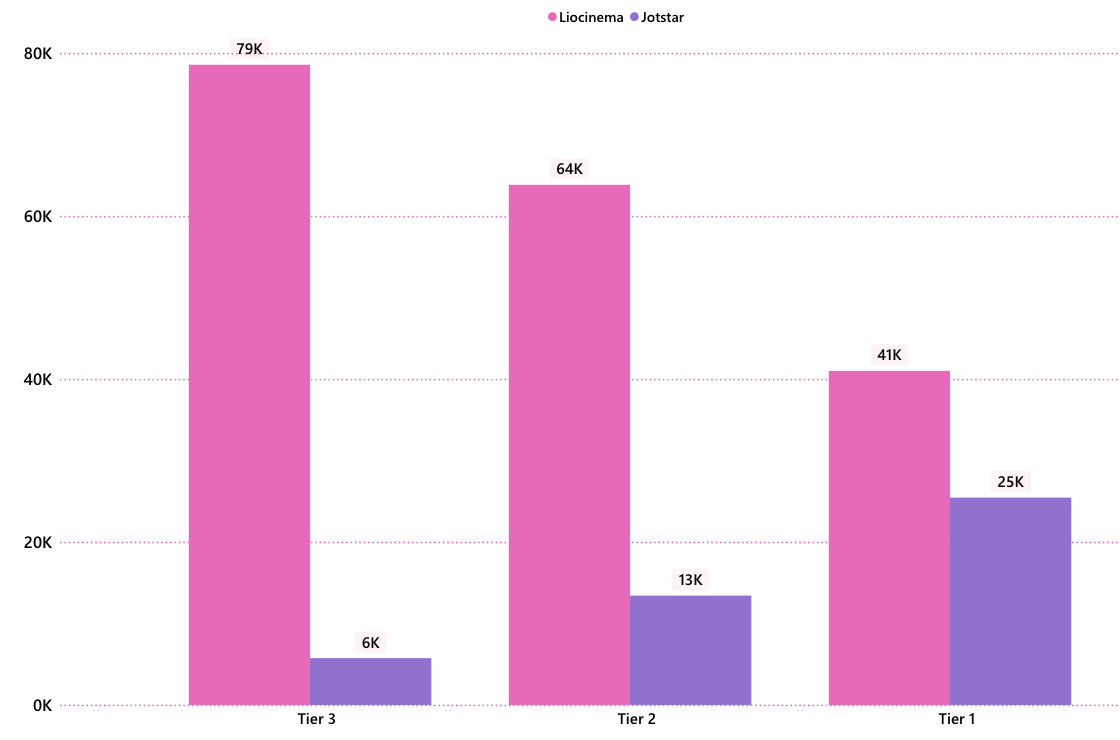 Liocinema Jotstar
80K
79K
64K
60K
41K
40K
25K
20K
13K
6K
0K
Tier 3 Tier 2 Tier 1